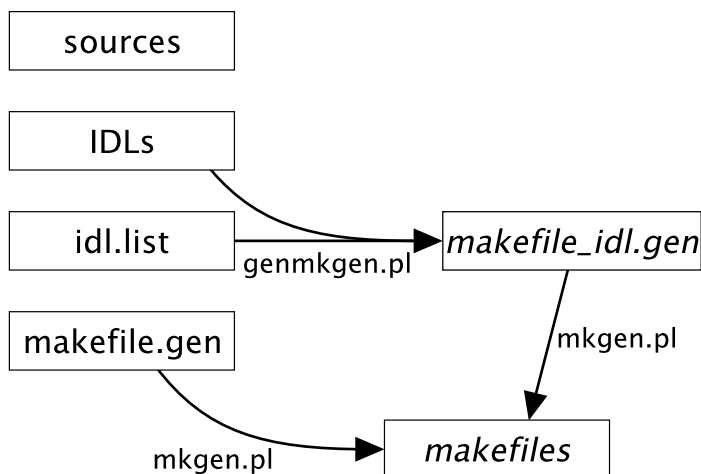 sources
IDLs
idl.list
genmkgen.pl
makefile_idl.gen
makefile.gen
mkgen.pl
mkgen.pl
makefiles